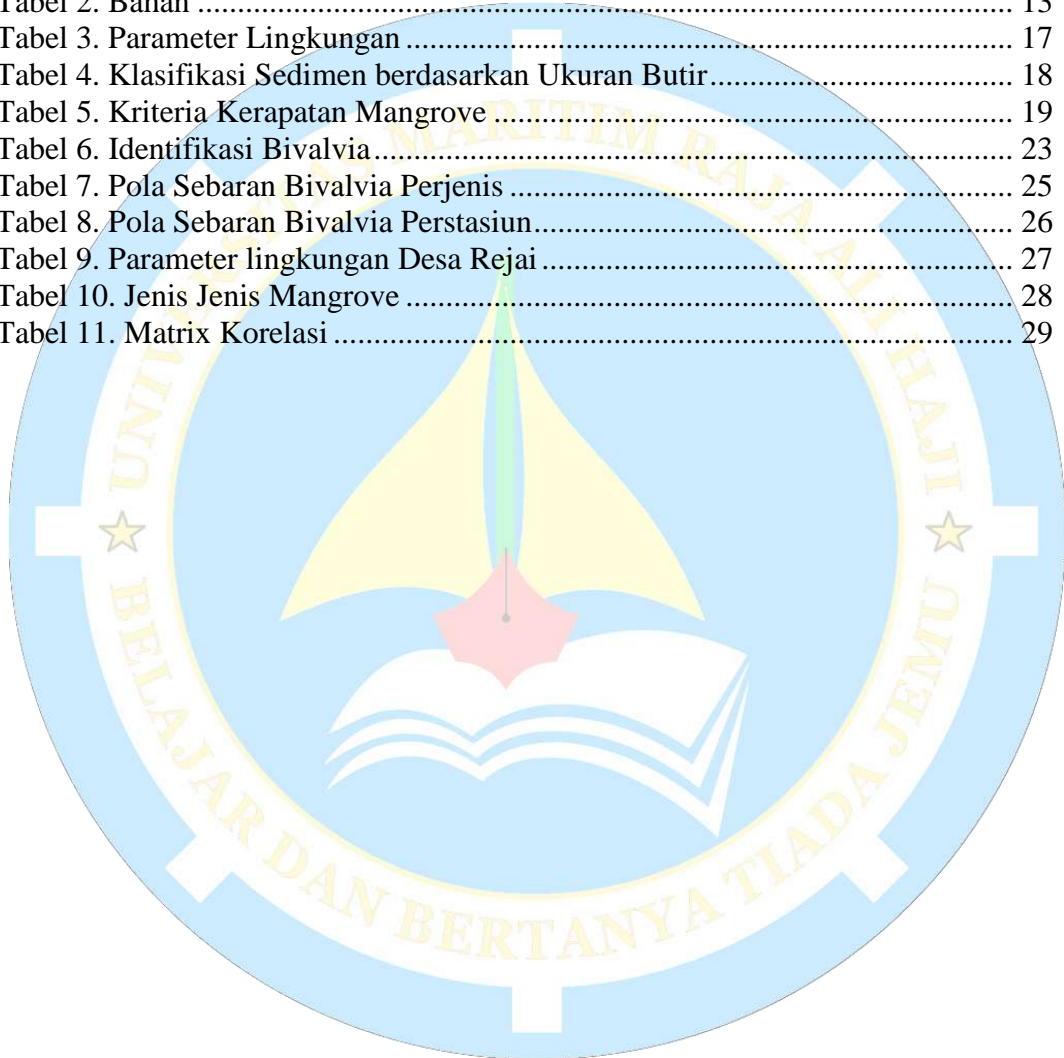 Tabel 2. Bahan ........................................................................................................ 13
Tabel 3. Parameter Lingkungan ............................................................................. 17
Tabel 4. Klasifikasi Sedimen berdasarkan Ukuran Butir ....................................... 18
Tabel 5. Kriteria Kerapatan Mangrove .................................................................. 19
Tabel 6. Identifikasi Bivalvia ................................................................................. 23
Tabel 7. Pola Sebaran Bivalvia Perjenis ................................................................ 25
Tabel 8. Pola Sebaran Bivalvia Perstasiun ............................................................. 26
Tabel 9. Parameter lingkungan Desa Rejai ............................................................ 27
Tabel 10. Jenis Jenis Mangrove ............................................................................. 28
Tabel 11. Matrix Korelasi ...................................................................................... 29
UNIVERSITAS MARITIM RAJA ALI HAJI
BELAJAR DAN BERTANYA TIADA JEMU